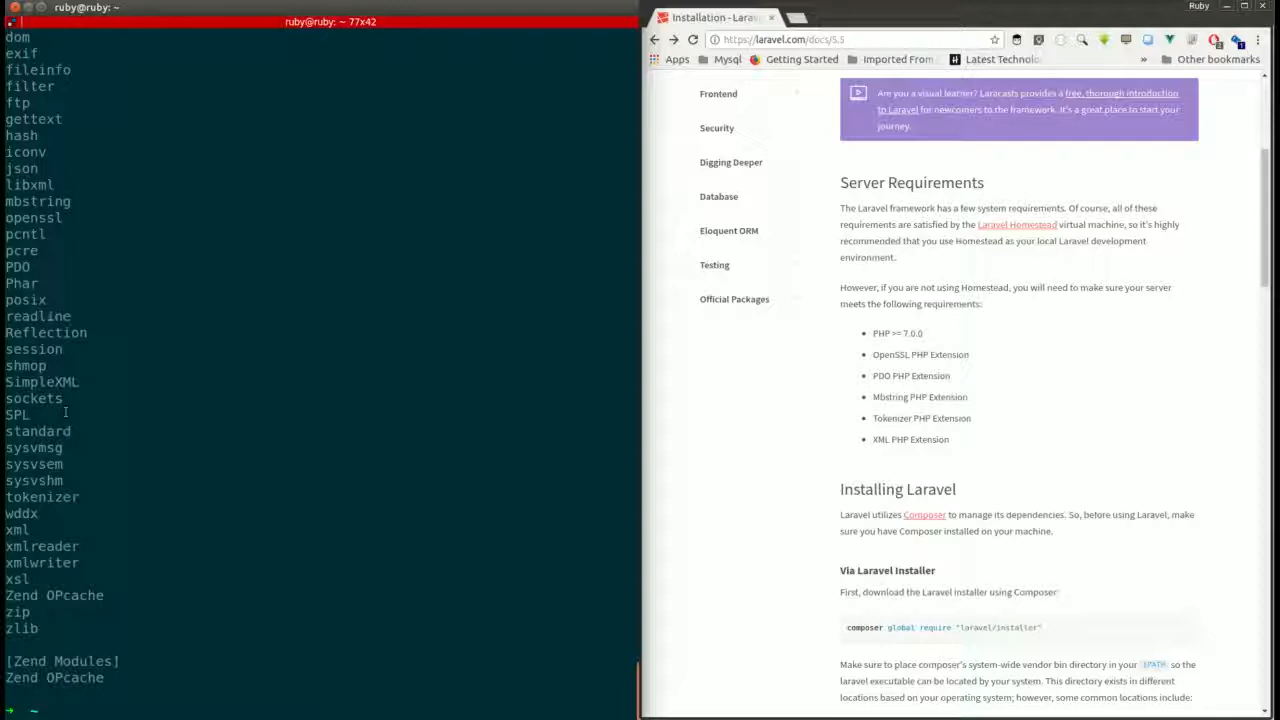 ruby@ruby: ~
ruby@ruby: ~ 77x42
dom
exif
fileinfo
filter
ftp
gettext
hash
iconv
json
libxml
mbstring
openssl
pcntl
pcre
PDO
Phar
posix
readline
Reflection
session
shmop
SimpleXML
sockets
SPL
standard
sysvmsg
sysvsem
sysvshm
tokenizer
wddx
xml
xmlreader
xmlwriter
xsl
Zend OPcache
zip
zlib
[Zend Modules]
Zend OPcache
➜ ~
Ruby
Installation - Larav
https://laravel.com/docs/5.5
Apps Mysql Getting Started Imported From Latest Technolo » Other bookmarks
Frontend
Security
Digging Deeper
Database
Eloquent ORM
Testing
Official Packages
Are you a visual learner? Laracasts provides a free, thorough introduction
to Laravel for newcomers to the framework. It's a great place to start your
journey.
Server Requirements
The Laravel framework has a few system requirements. Of course, all of these
requirements are satisfied by the Laravel Homestead virtual machine, so it's highly
recommended that you use Homestead as your local Laravel development
environment.
However, if you are not using Homestead, you will need to make sure your server
meets the following requirements:
• PHP >= 7.0.0
• OpenSSL PHP Extension
• PDO PHP Extension
• Mbstring PHP Extension
• Tokenizer PHP Extension
• XML PHP Extension
Installing Laravel
Laravel utilizes Composer to manage its dependencies. So, before using Laravel, make
sure you have Composer installed on your machine.
Via Laravel Installer
First, download the Laravel installer using Composer:
composer global require "laravel/installer"
Make sure to place composer's system-wide vendor bin directory in your $PATH so the
laravel executable can be located by your system. This directory exists in different
locations based on your operating system; however, some common locations include: